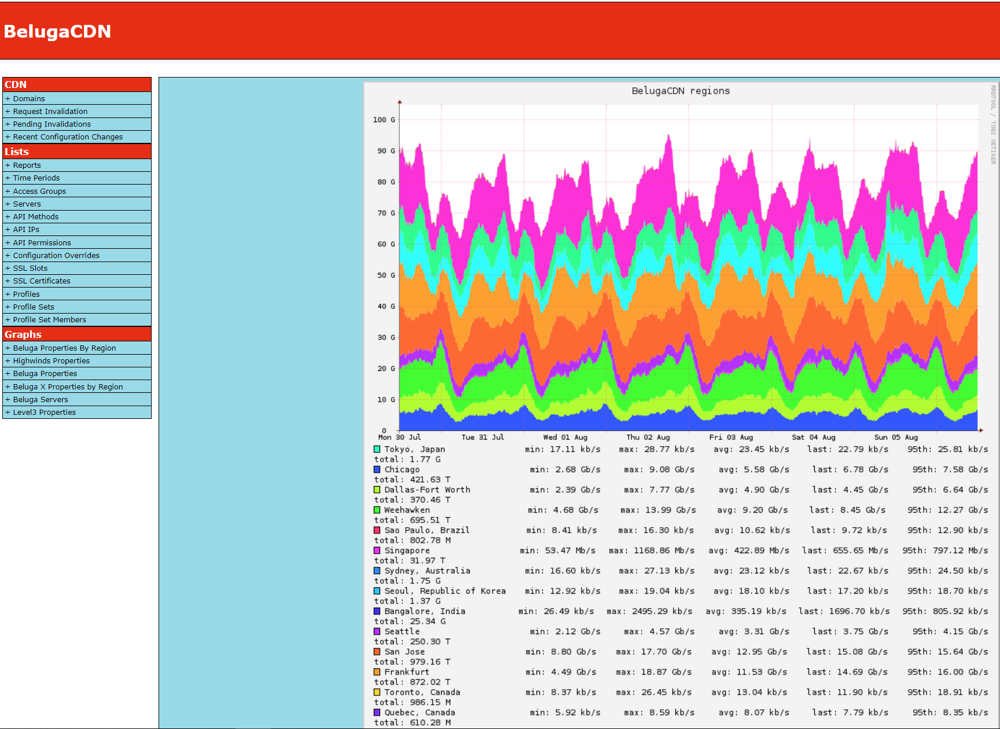 BelugaCDN
CDN
+ Domains
+ Request Invalidation
+ Pending Invalidations
+ Recent Configuration Changes
Lists
+ Reports
+ Time Periods
+ Access Groups
+ Servers
+ API Methods
+ API IPs
+ API Permissions
+ Configuration Overrides
+ SSL Slots
+ SSL Certificates
+ Profiles
+ Profile Sets
+ Profile Set Members
Graphs
+ Beluga Properties By Region
+ Highwinds Properties
+ Beluga Properties
+ Beluga X Properties by Region
+ Beluga Servers
+ Level3 Properties
BelugaCDN regions
RRDTOOL / TOBI OETIKER
100 G
90 G
80 G
70 G
60 G
50 G
40 G
30 G
20 G
10 G
0
Mon 30 Jul Tue 31 Jul Wed 01 Aug Thu 02 Aug Fri 03 Aug Sat 04 Aug Sun 05 Aug
Tokyo, Japan min: 17.11 kb/s max: 28.77 kb/s avg: 23.45 kb/s last: 22.79 kb/s 95th: 25.81 kb/s
total: 1.77 G
Chicago min: 2.68 Gb/s max: 9.08 Gb/s avg: 5.58 Gb/s last: 6.78 Gb/s 95th: 7.58 Gb/s
total: 421.63 T
Dallas-Fort Worth min: 2.39 Gb/s max: 7.77 Gb/s avg: 4.90 Gb/s last: 4.45 Gb/s 95th: 6.64 Gb/s
total: 370.46 T
Weehawken min: 4.68 Gb/s max: 13.99 Gb/s avg: 9.20 Gb/s last: 8.45 Gb/s 95th: 12.27 Gb/s
total: 695.51 T
Sao Paulo, Brazil min: 8.41 kb/s max: 16.30 kb/s avg: 10.62 kb/s last: 9.72 kb/s 95th: 12.90 kb/s
total: 802.78 M
Singapore min: 53.47 Mb/s max: 1168.86 Mb/s avg: 422.89 Mb/s last: 655.65 Mb/s 95th: 797.12 Mb/s
total: 31.97 T
Sydney, Australia min: 16.60 kb/s max: 27.13 kb/s avg: 23.12 kb/s last: 22.67 kb/s 95th: 24.50 kb/s
total: 1.75 G
Seoul, Republic of Korea min: 12.92 kb/s max: 19.04 kb/s avg: 18.10 kb/s last: 17.20 kb/s 95th: 18.70 kb/s
total: 1.37 G
Bangalore, India min: 26.49 kb/s max: 2495.29 kb/s avg: 335.19 kb/s last: 1696.70 kb/s 95th: 805.92 kb/s
total: 25.34 G
Seattle min: 2.12 Gb/s max: 4.57 Gb/s avg: 3.31 Gb/s last: 3.75 Gb/s 95th: 4.15 Gb/s
total: 250.30 T
San Jose min: 8.80 Gb/s max: 17.70 Gb/s avg: 12.95 Gb/s last: 15.08 Gb/s 95th: 15.64 Gb/s
total: 979.16 T
Frankfurt min: 4.49 Gb/s max: 18.87 Gb/s avg: 11.53 Gb/s last: 14.69 Gb/s 95th: 16.00 Gb/s
total: 872.02 T
Toronto, Canada min: 8.37 kb/s max: 26.45 kb/s avg: 13.04 kb/s last: 11.90 kb/s 95th: 18.91 kb/s
total: 986.15 M
Quebec, Canada min: 5.92 kb/s max: 8.59 kb/s avg: 8.07 kb/s last: 7.79 kb/s 95th: 8.35 kb/s
total: 610.28 M